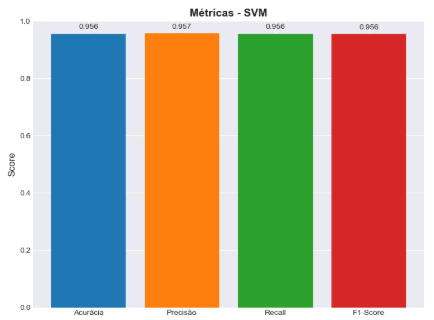 Métricas - SVM
1.0
0.8
0.6
0.4
0.2
0.0
Score
0.956
0.957
0.956
0.956
Acurácia
Precisão
Recall
F1-Score